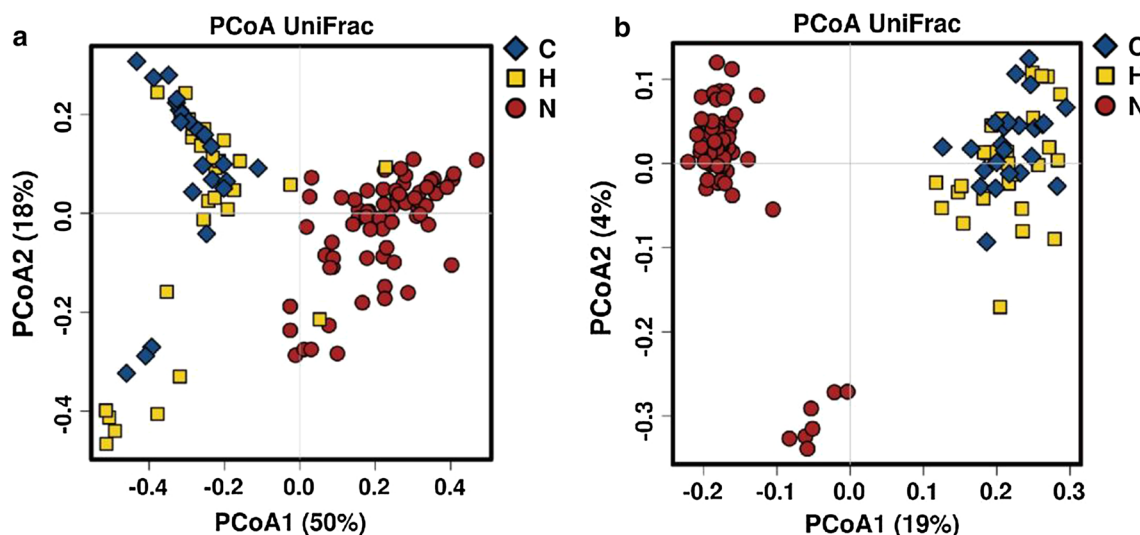 a
PCoA UniFrac
C
H
N
PCoA2 (18%)
0.2
0.0
-0.2
-0.4
-0.4 -0.2 0.0 0.2 0.4
PCoA1 (50%)
b
PCoA UniFrac
H
N
PCoA2 (4%)
0.1
0.0
-0.1
-0.2
-0.3
-0.2 -0.1 0.0 0.1 0.2 0.3
PCoA1 (19%)